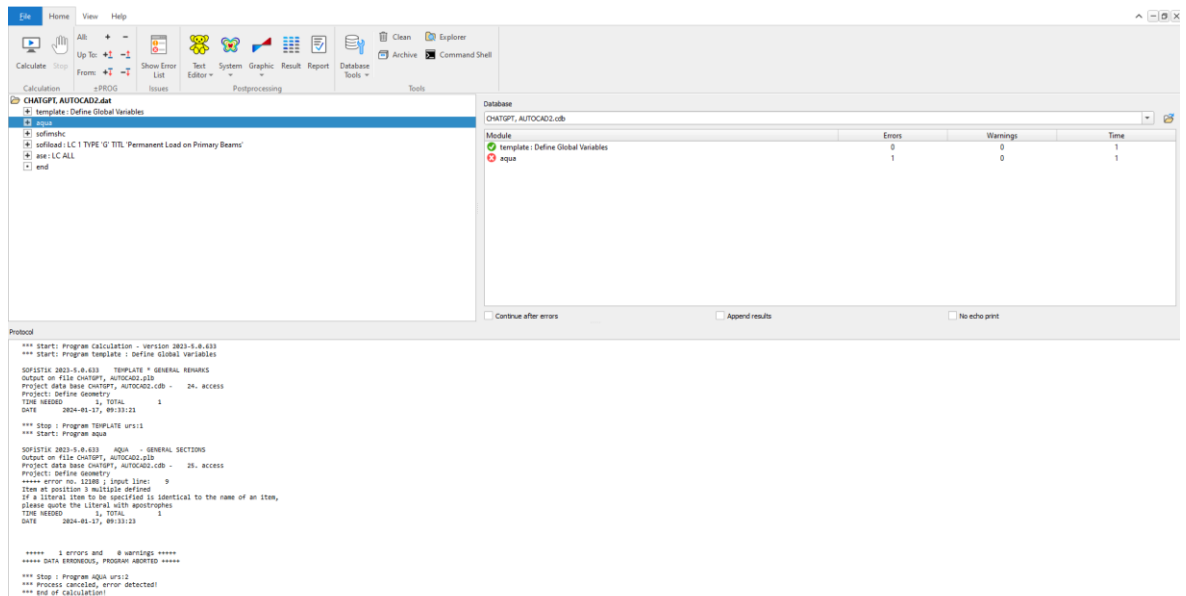 File Home View Help
All: + -
Up To:
From:
Calculate Stop Show Error List Text Editor System Graphic Result Report Database Tools
Clean Explorer
Archive Command Shell
Calculation ±PROG Issues Postprocessing Tools
CHATGPT, AUTOCAD2.dat
template : Define Global Variables
aqua
sofimshc
sofiload : LC 1 TYPE 'G' TITL 'Permanent Load on Primary Beams'
ase : LC ALL
end
Database
CHATGPT, AUTOCAD2.cdb
Module Errors Warnings Time
template : Define Global Variables 0 0 1
aqua 1 0 1
Continue after errors Append results No echo print
Protocol
*** Start: Program Calculation - Version 2023-5.0.633
*** Start: Program template : Define Global Variables
SOFiSTiK 2023-5.0.633 TEMPLATE * GENERAL REMARKS
Output on file CHATGPT, AUTOCAD2.plb
Project data base CHATGPT, AUTOCAD2.cdb - 24. access
Project: Define Geometry
TIME NEEDED 1, TOTAL 1
DATE 2024-01-17, 09:33:21
*** Stop : Program TEMPLATE urs:1
*** Start: Program aqua
SOFiSTiK 2023-5.0.633 AQUA - GENERAL SECTIONS
Output on file CHATGPT, AUTOCAD2.plb
Project data base CHATGPT, AUTOCAD2.cdb - 25. access
Project: Define Geometry
+++++ error no. 12108 ; input line: 9
Item at position 3 multiple defined
If a literal item to be specified is identical to the name of an item,
please quote the Literal with apostrophes
TIME NEEDED 1, TOTAL 1
DATE 2024-01-17, 09:33:23
+++++ 1 errors and 0 warnings +++++
+++++ DATA ERRONEOUS, PROGRAM ABORTED +++++
*** Stop : Program AQUA urs:2
*** Process canceled, error detected!
*** End of Calculation!